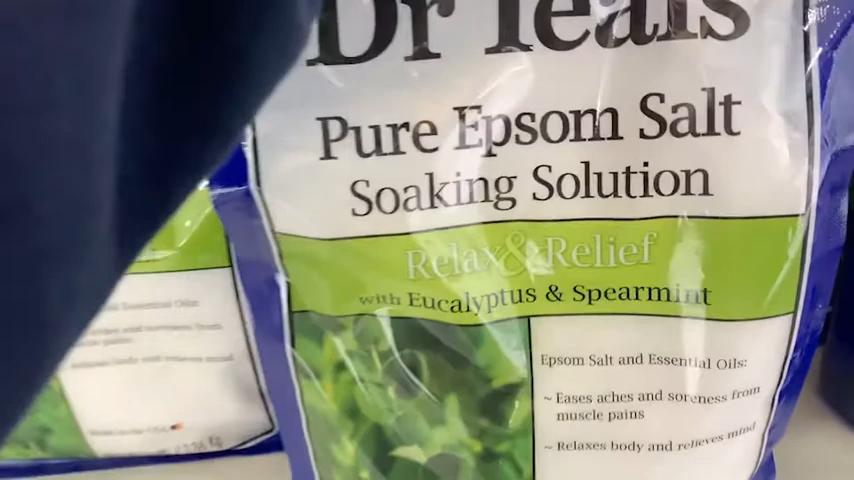 Dr Teals
Pure Epsom Salt
Soaking Solution
Relax & Relief
with Eucalyptus & Spearmint
Epsom Salt and Essential Oils:
~ Eases aches and soreness from
muscle pains
~ Relaxes body and relieves mind